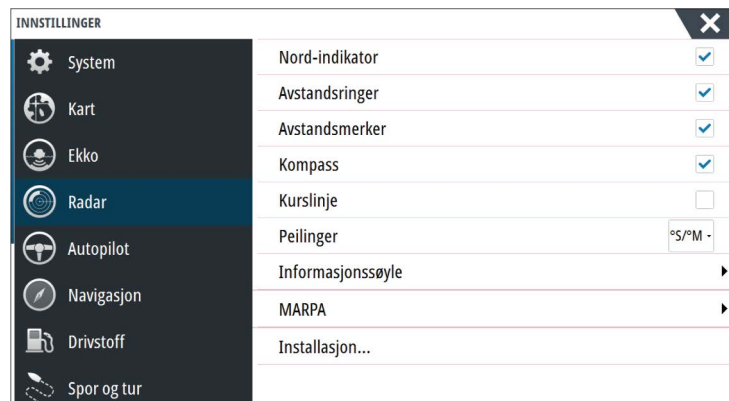 INNSTILLINGER
System
Kart
Ekko
Radar
Autopilot
Navigasjon
Drivstoff
Spor og tur
Nord-indikator
Avstandsringer
Avstandsmerker
Kompass
Kurslinje
Peilinger °S/°M
Informasjonssøyle
MARPA
Installasjon...